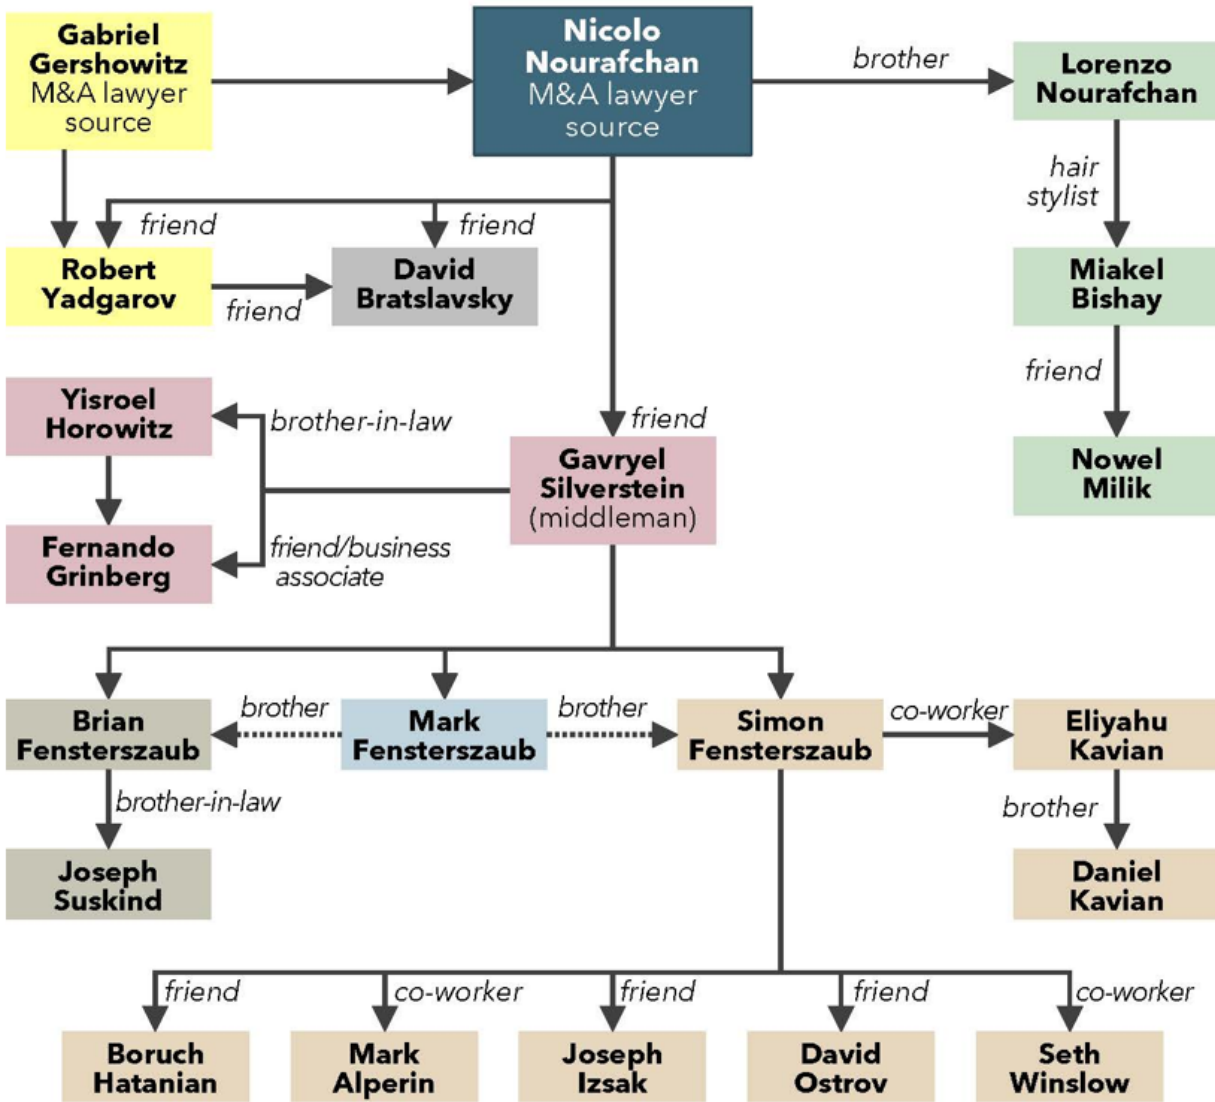 Gabriel
Gershowitz
M&A lawyer
source
Nicolo
Nourafchan
M&A lawyer
source
brother
Lorenzo
Nourafchan
hair
stylist
friend
friend
Robert
Yadgarov
friend
David
Bratslavsky
Miakel
Bishay
friend
Yisroel
Horowitz
brother-in-law
friend
Gavryel
Silverstein
(middleman)
Nowel
Milik
Fernando
Grinberg
friend/business
associate
Brian
Fensterszaub
brother
Mark
Fensterszaub
brother
Simon
Fensterszaub
co-worker
Eliyahu
Kavian
brother-in-law
brother
Joseph
Suskind
Daniel
Kavian
friend
co-worker
friend
friend
co-worker
Boruch
Hatanian
Mark
Alperin
Joseph
Izsak
David
Ostrov
Seth
Winslow